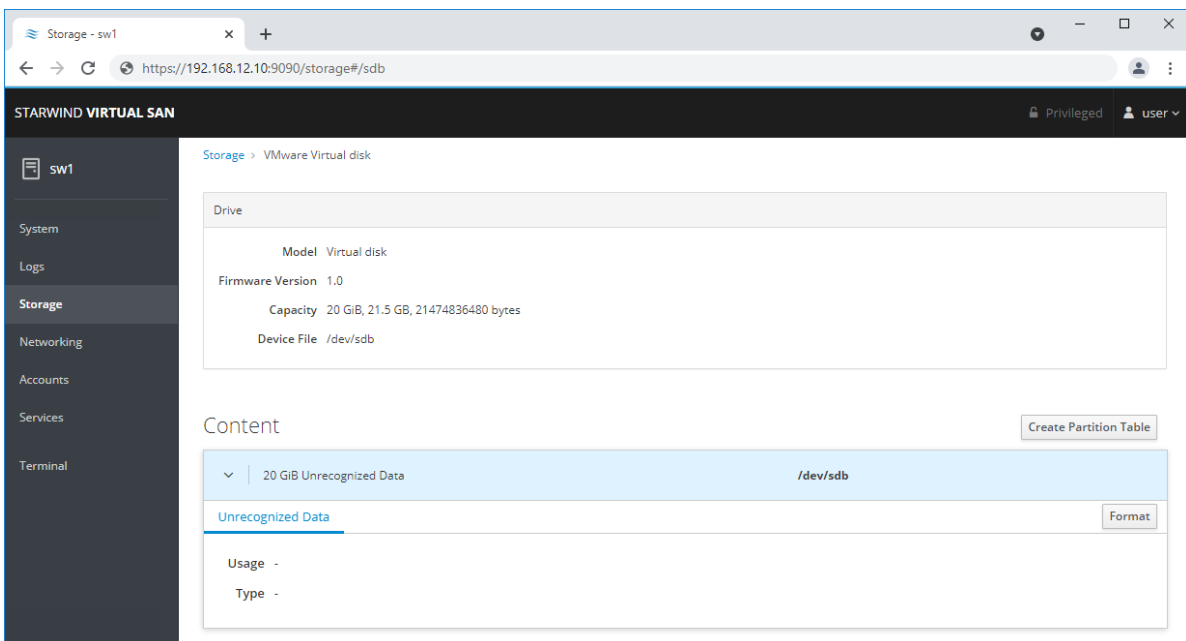 Storage - sw1
https://192.168.12.10:9090/storage#/sdb
STARWIND VIRTUAL SAN
Privileged
user
sw1
System
Logs
Storage
Networking
Accounts
Services
Terminal
Storage > VMware Virtual disk
Drive
Model Virtual disk
Firmware Version 1.0
Capacity 20 GiB, 21.5 GB, 21474836480 bytes
Device File /dev/sdb
Content
Create Partition Table
20 GiB Unrecognized Data /dev/sdb
Unrecognized Data
Format
Usage -
Type -